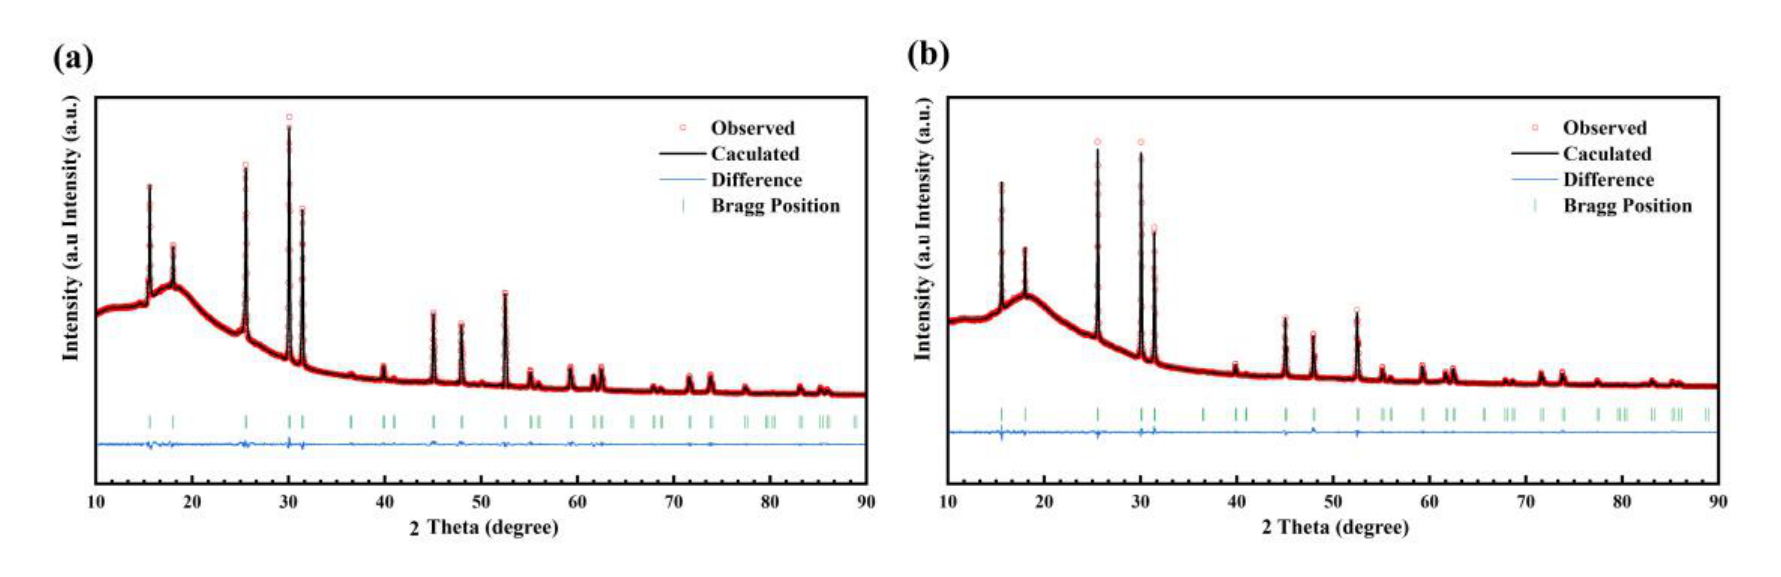 (a)
Intensity (a.u Intensity (a.u.)
Observed
Caculated
Difference
Bragg Position
10 20 30 40 50 60 70 80 90
2 Theta (degree)
(b)
Intensity (a.u Intensity (a.u.)
Observed
Caculated
Difference
Bragg Position
10 20 30 40 50 60 70 80 90
2 Theta (degree)